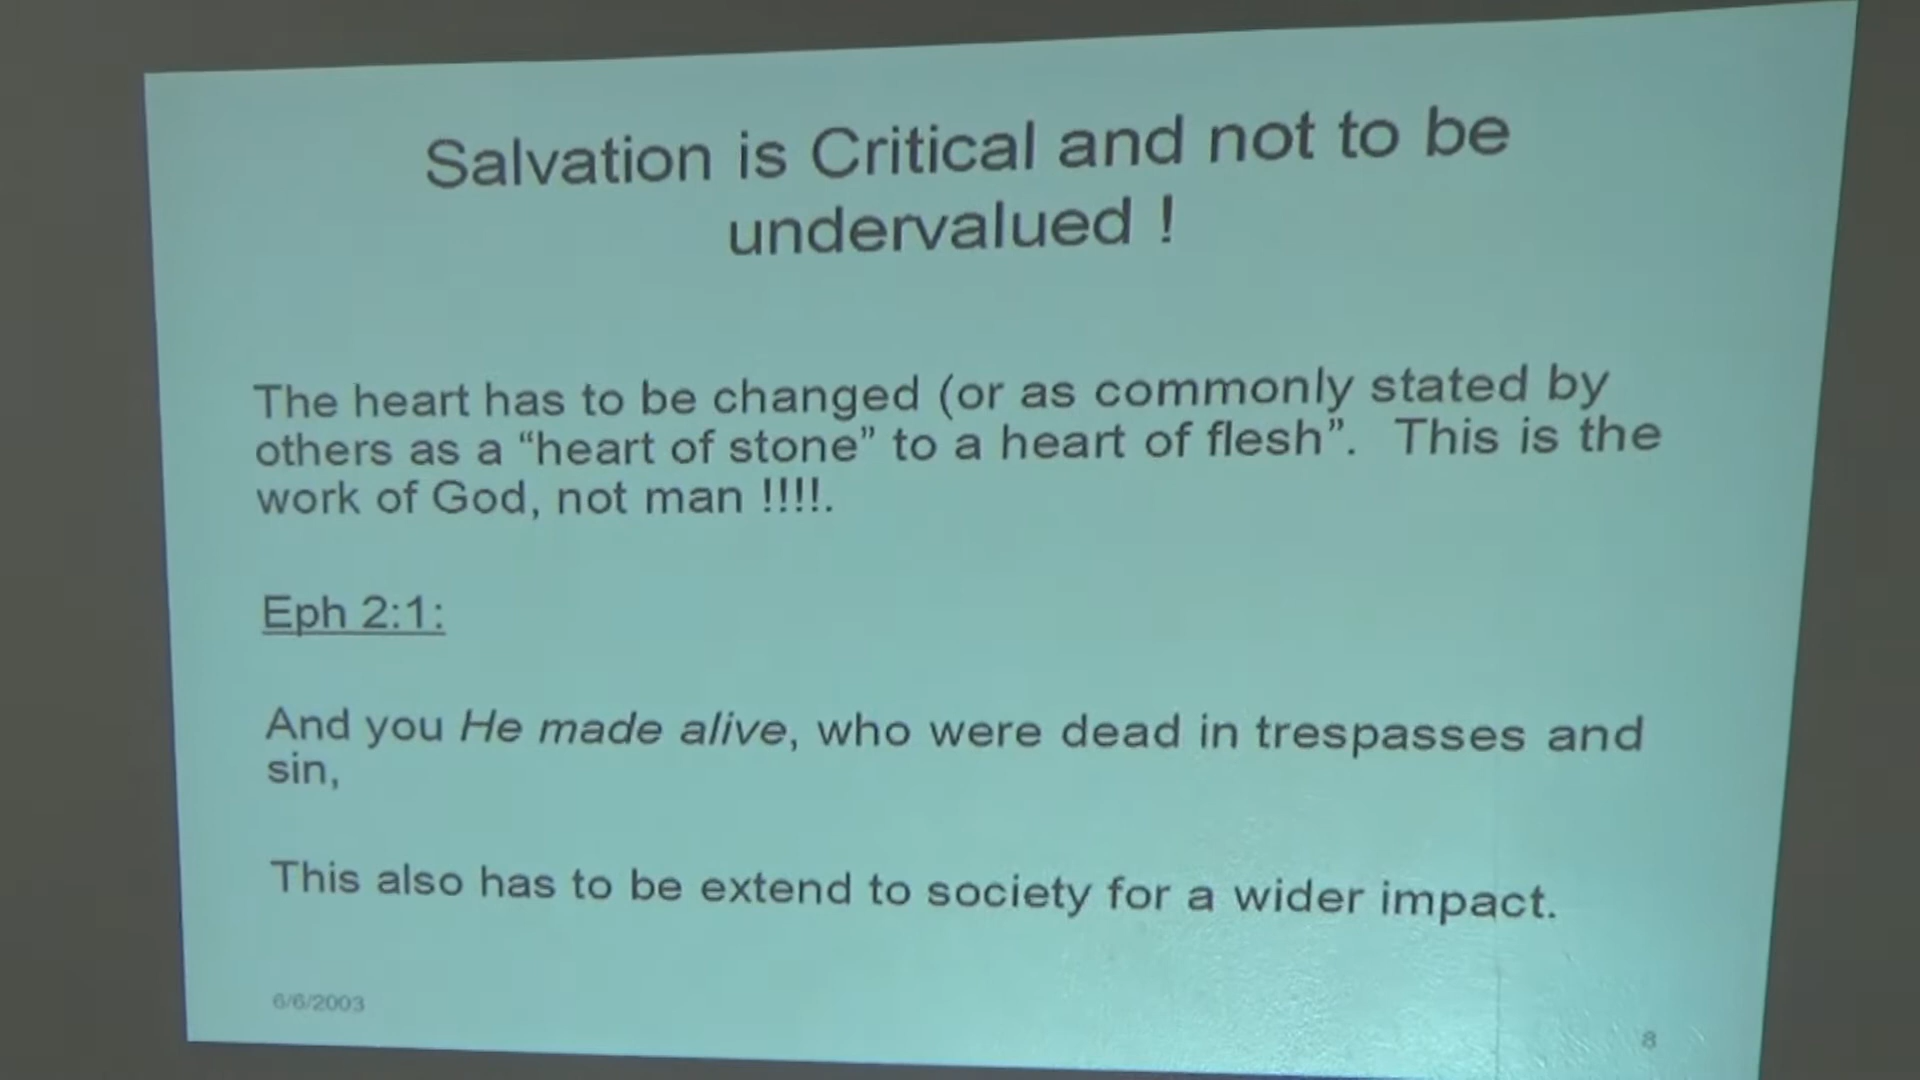 Salvation is Critical and not to be
undervalued !
The heart has to be changed (or as commonly stated by
others as a “heart of stone” to a heart of flesh”. This is the
work of God, not man !!!!.
Eph 2:1:
And you He made alive, who were dead in trespasses and
sin,
This also has to be extend to society for a wider impact.
6/6/2003
8